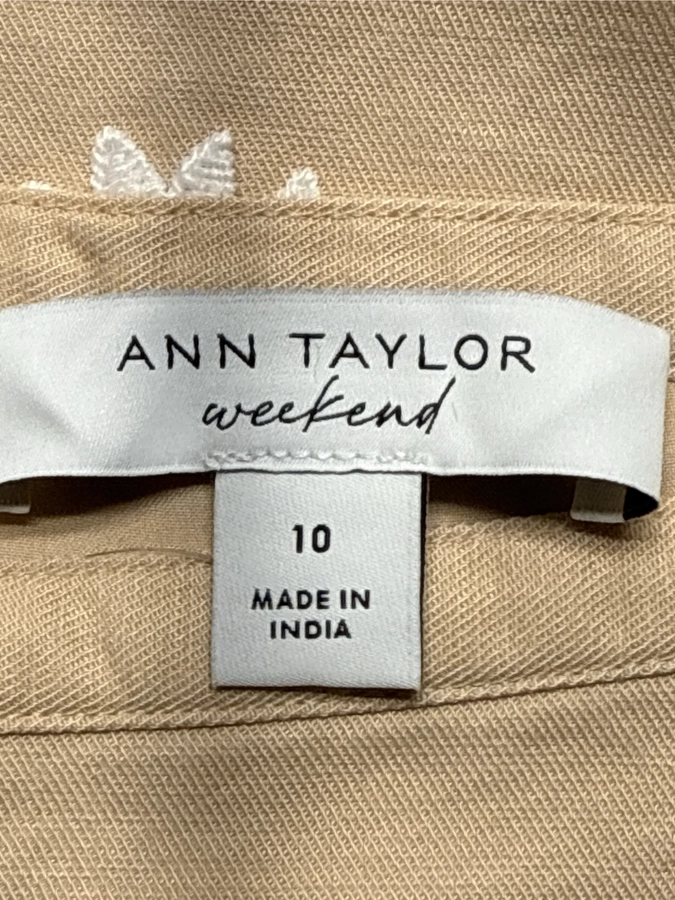 ANN TAYLOR
weekend
10
MADE IN
INDIA